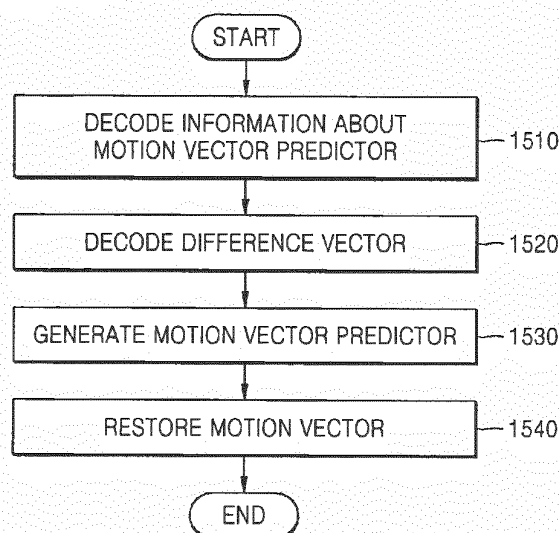 START
DECODE INFORMATION ABOUT
MOTION VECTOR PREDICTOR
1510
DECODE DIFFERENCE VECTOR
1520
GENERATE MOTION VECTOR PREDICTOR
1530
RESTORE MOTION VECTOR
1540
END